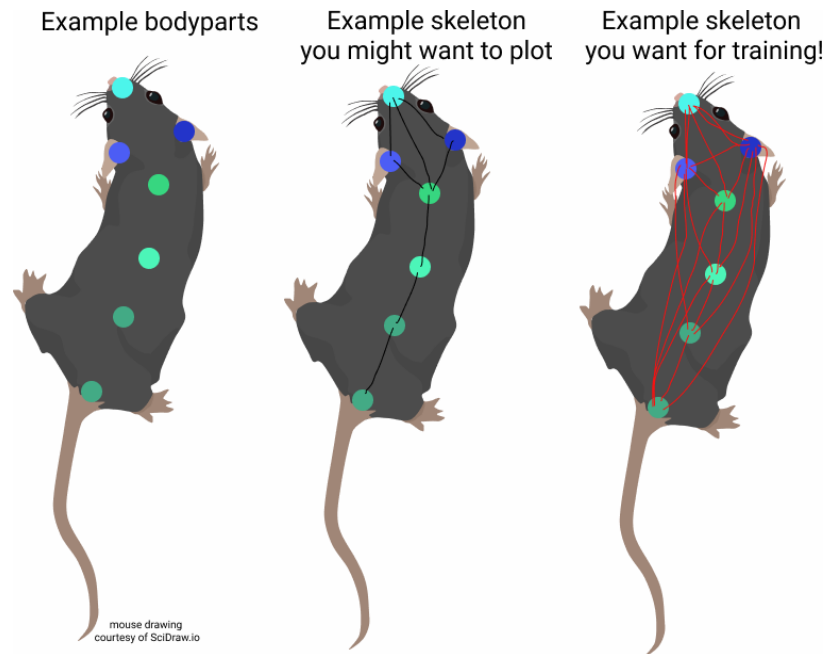 Example bodyparts
Example skeleton
you might want to plot
Example skeleton
you want for training!
mouse drawing
courtesy of SciDraw.io